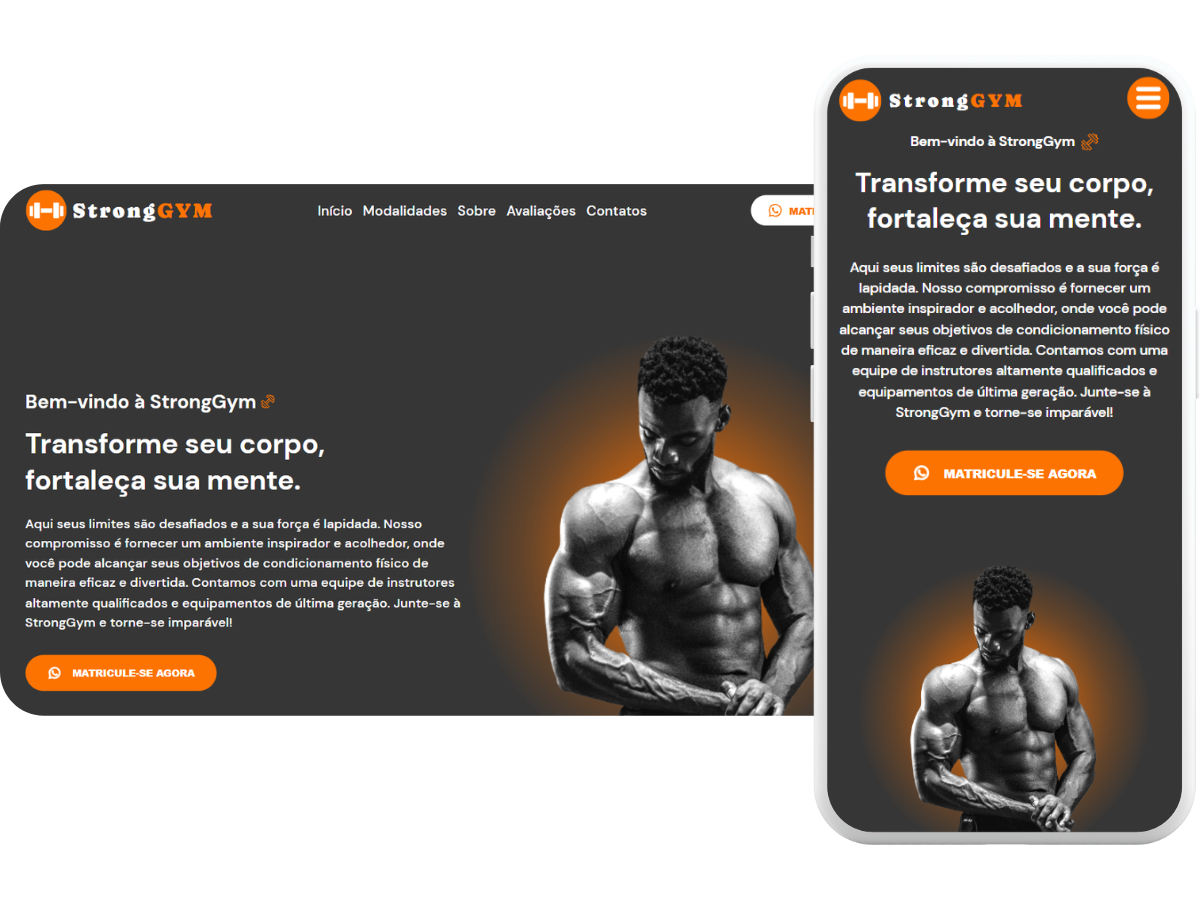 StrongGYM
Início Modalidades Sobre Avaliações Contatos
Bem-vindo à StrongGym
Transforme seu corpo,
fortaleça sua mente.
Aqui seus limites são desafiados e a sua força é lapidada. Nosso
compromisso é fornecer um ambiente inspirador e acolhedor, onde
você pode alcançar seus objetivos de condicionamento físico de
maneira eficaz e divertida. Contamos com uma equipe de instrutores
altamente qualificados e equipamentos de última geração. Junte-se à
StrongGym e torne-se imparável!
MATRICULE-SE AGORA
StrongGYM
Bem-vindo à StrongGym
Transforme seu corpo,
fortaleça sua mente.
Aqui seus limites são desafiados e a sua força é
lapidada. Nosso compromisso é fornecer um
ambiente inspirador e acolhedor, onde você pode
alcançar seus objetivos de condicionamento físico
de maneira eficaz e divertida. Contamos com uma
equipe de instrutores altamente qualificados e
equipamentos de última geração. Junte-se à
StrongGym e torne-se imparável!
MATRICULE-SE AGORA